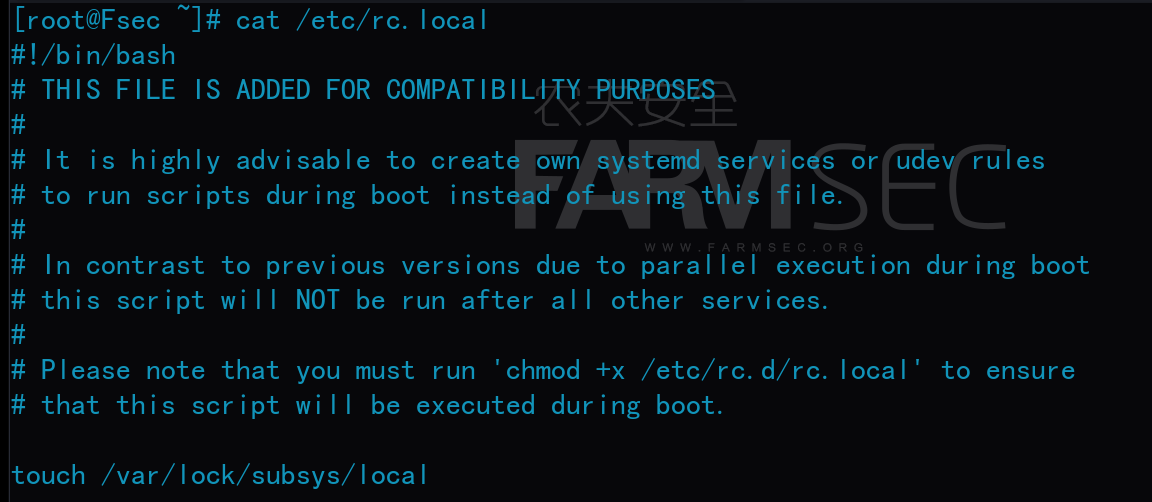 [root@Fsec ~]# cat /etc/rc.local
#!/bin/bash
# THIS FILE IS ADDED FOR COMPATIBILITY PURPOSES
#
# It is highly advisable to create own systemd services or udev rules
# to run scripts during boot instead of using this file.
#
# In contrast to previous versions due to parallel execution during boot
# this script will NOT be run after all other services.
#
# Please note that you must run 'chmod +x /etc/rc.d/rc.local' to ensure
# that this script will be executed during boot.
touch /var/lock/subsys/local
农夫安全
FARMSEC
WWW.FARMSEC.ORG